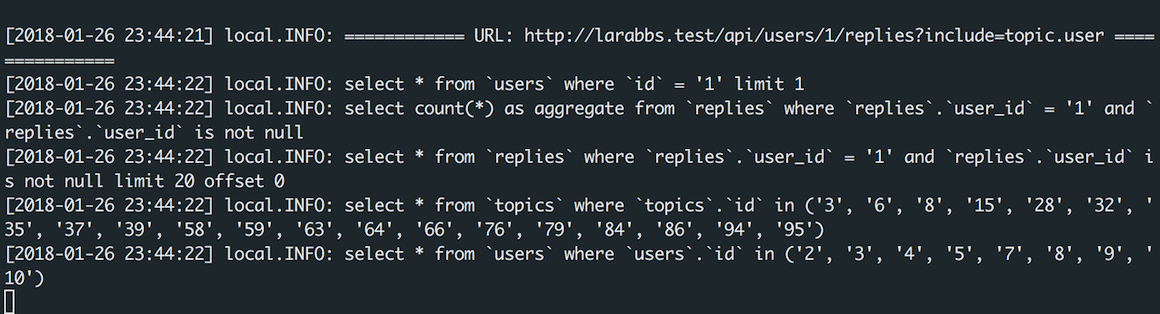 [2018-01-26 23:44:21] local.INFO: ============ URL: http://larabbs.test/api/users/1/replies?include=topic.user ====
===========
[2018-01-26 23:44:22] local.INFO: select * from `users` where `id` = '1' limit 1
[2018-01-26 23:44:22] local.INFO: select count(*) as aggregate from `replies` where `replies`.`user_id` = '1' and `
replies`.`user_id` is not null
[2018-01-26 23:44:22] local.INFO: select * from `replies` where `replies`.`user_id` = '1' and `replies`.`user_id` i
s not null limit 20 offset 0
[2018-01-26 23:44:22] local.INFO: select * from `topics` where `topics`.`id` in ('3', '6', '8', '15', '28', '32', '
35', '37', '39', '58', '59', '63', '64', '66', '76', '79', '84', '86', '94', '95')
[2018-01-26 23:44:22] local.INFO: select * from `users` where `users`.`id` in ('2', '3', '4', '5', '7', '8', '9', '
10')